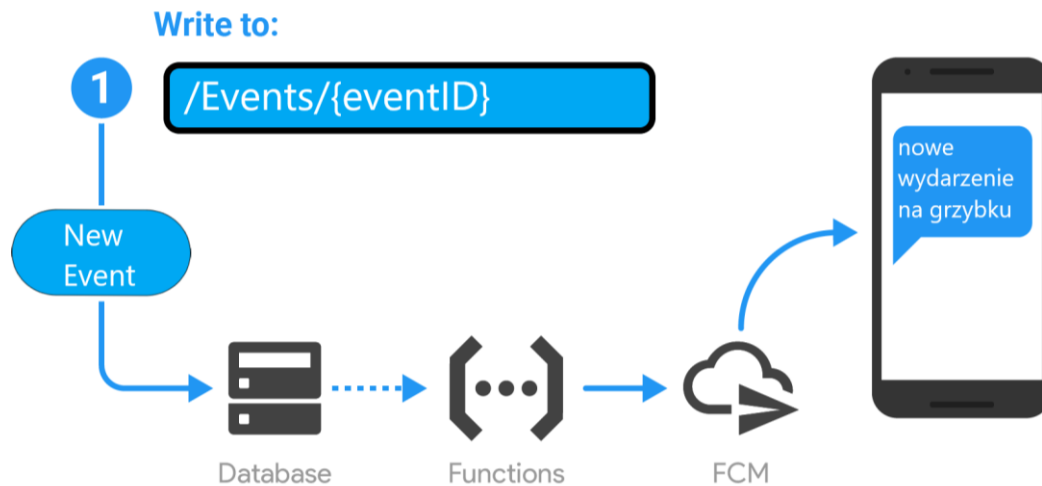 Write to:
1
/Events/{eventID}
New
Event
nowe
wydarzenie
na grzybku
Database
Functions
FCM